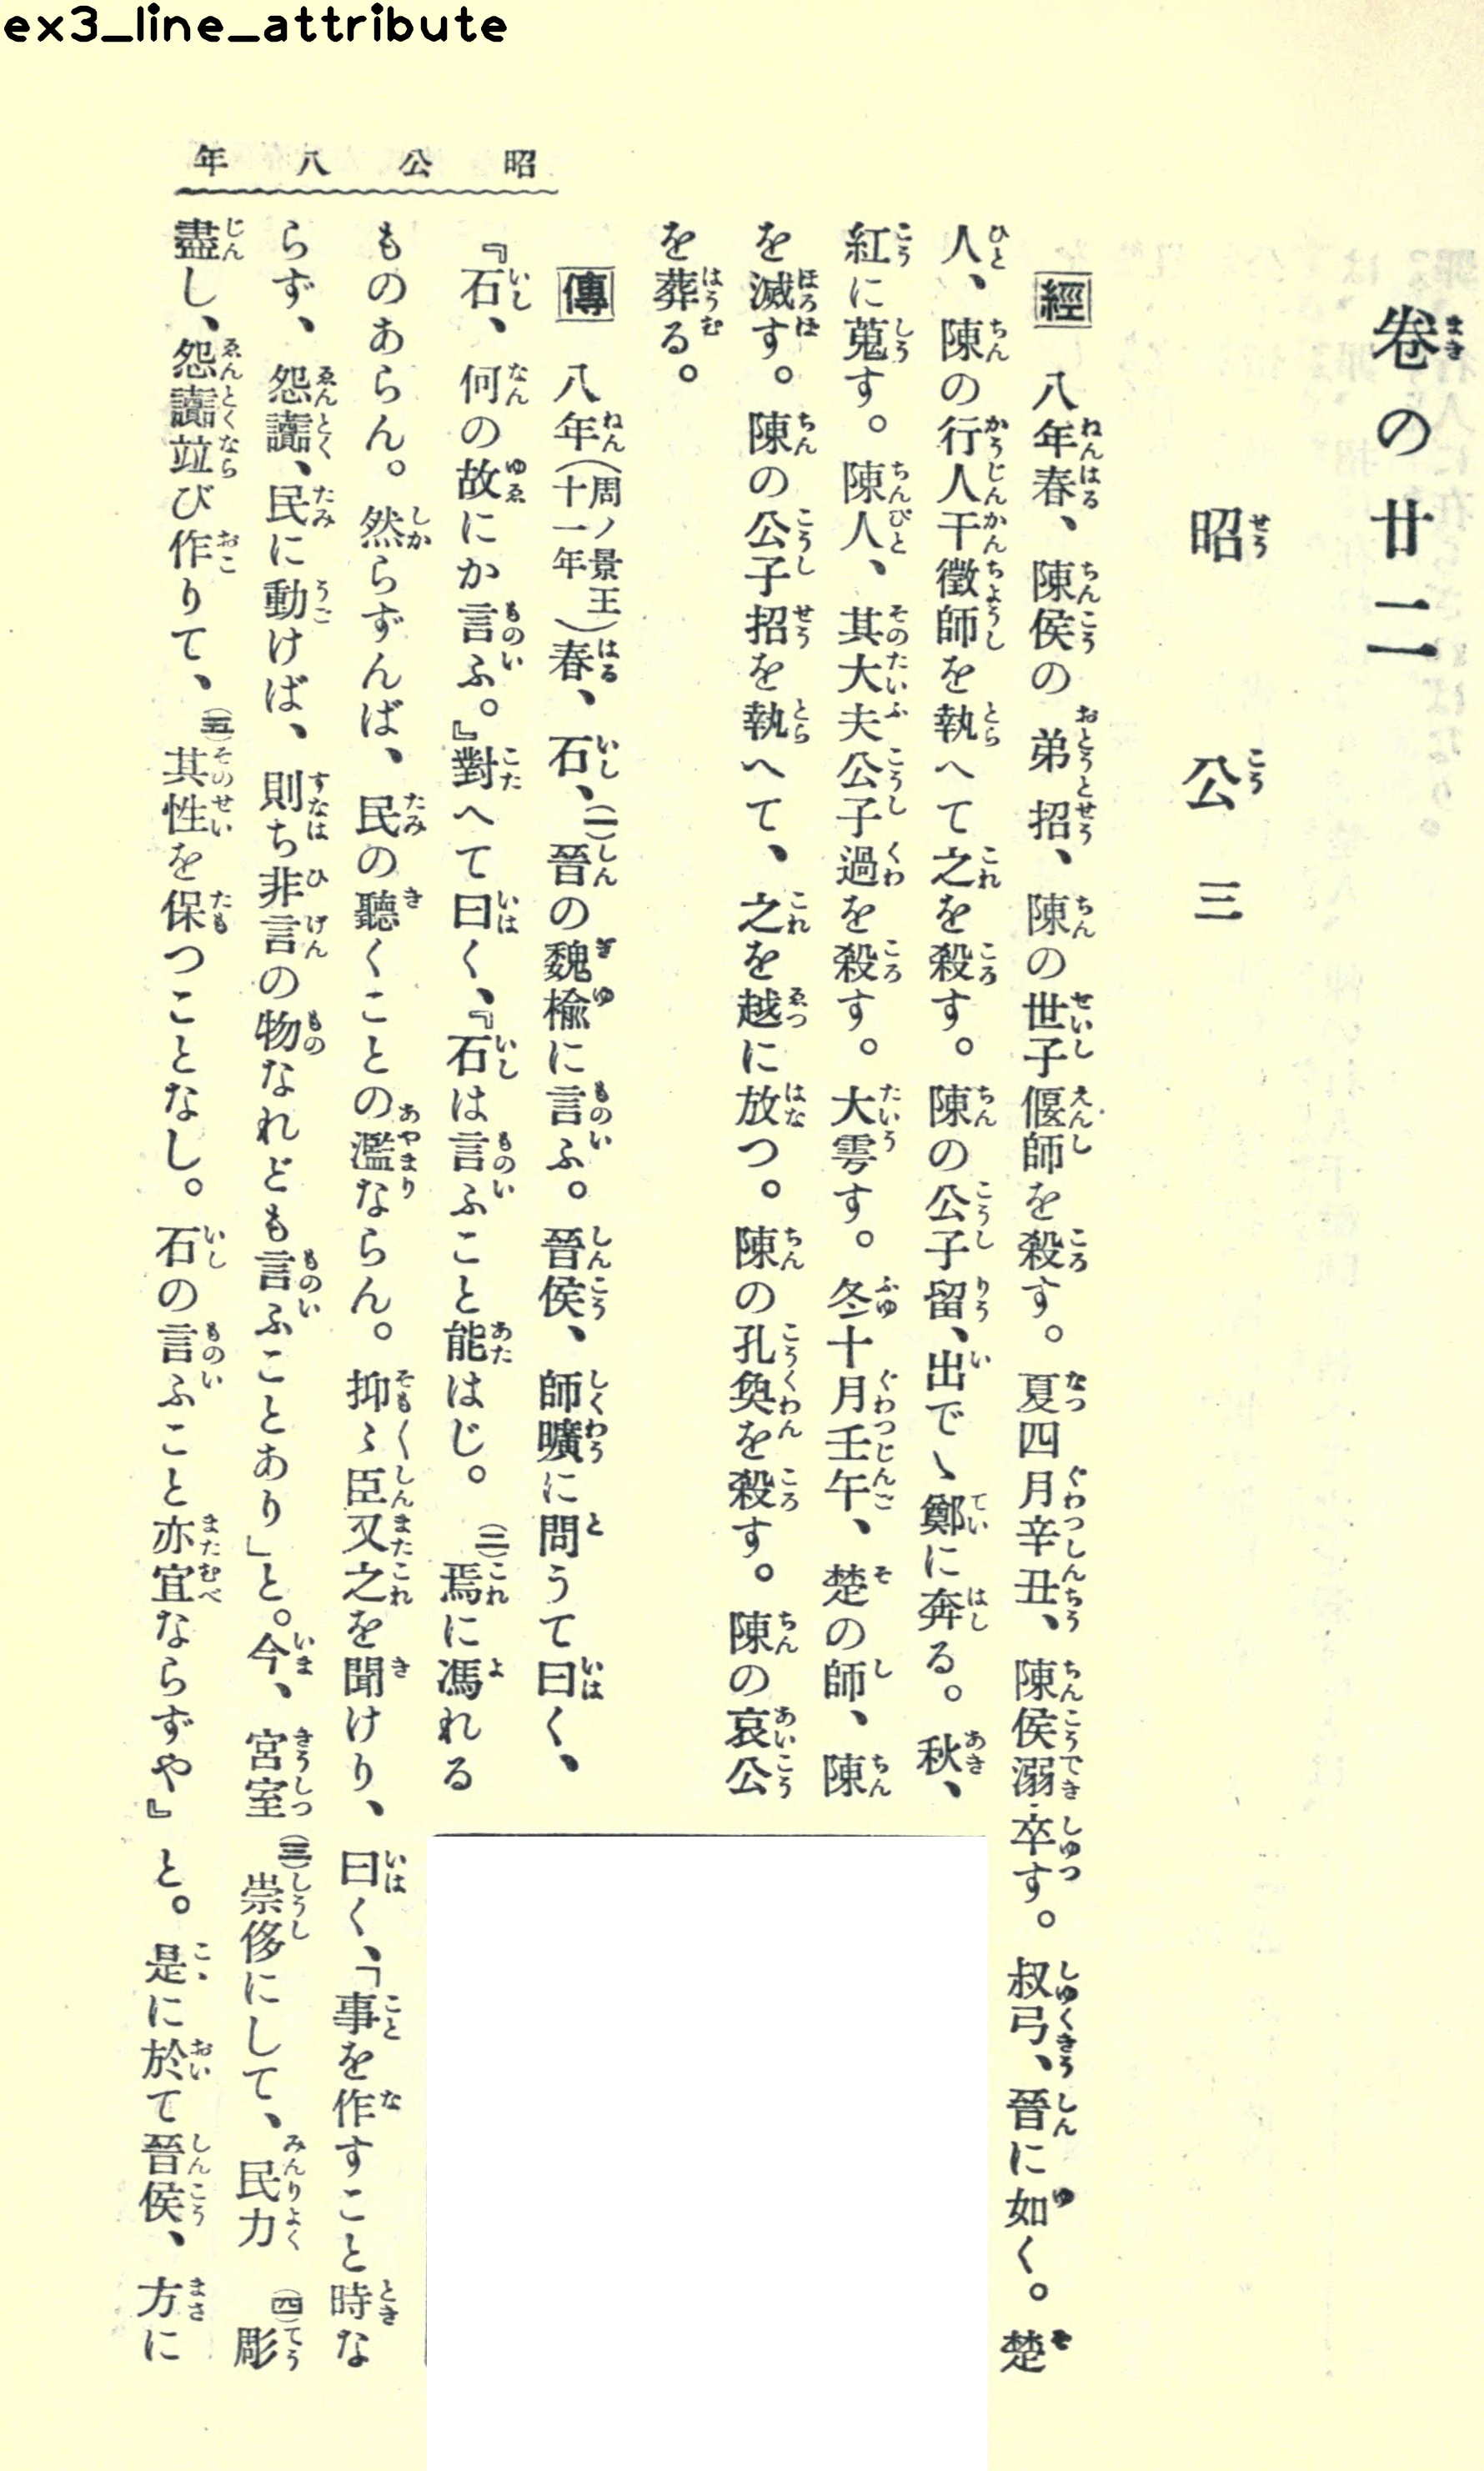 ex3_line_attribute
卷の廿二
昭公三
經 八年春、陳侯の弟招、陳の世子偃師を殺す。夏四月辛丑、陳侯溺卒す。叔弓、晉に如く。楚
人、陳の行人干徵師を執へて之を殺す。陳の公子留、出でゝ鄭に奔る。秋、
紅に蒐す。陳人、其大夫公子過を殺す。大雩す。冬十月壬午、楚の師、陳
を滅す。陳の公子招を執へて、之を越に放つ。陳の孔奐を殺す。陳の哀公
を葬る。
傳 八年(周ノ景王十一年)春、石、(一)晉の魏楡に言ふ。晉侯、師曠に問うて曰く、
『石、何の故にか言ふ。』對へて曰く、『石は言ふこと能はじ。(二)焉に馮れる
ものあらん。然らずんば、民の聽くことの濫ならん。抑〻臣又之を聞けり、曰く、「事を作すこと時な
らず、怨讟、民に動けば、則ち非言の物なれども言ふことあり」と。今、宮室(三)崇侈にして、民力(四)彫
盡し、怨讟竝び作りて、(五)其性を保つことなし。石の言ふこと亦宜ならずや』と。是に於て晉侯、方に
昭公八年